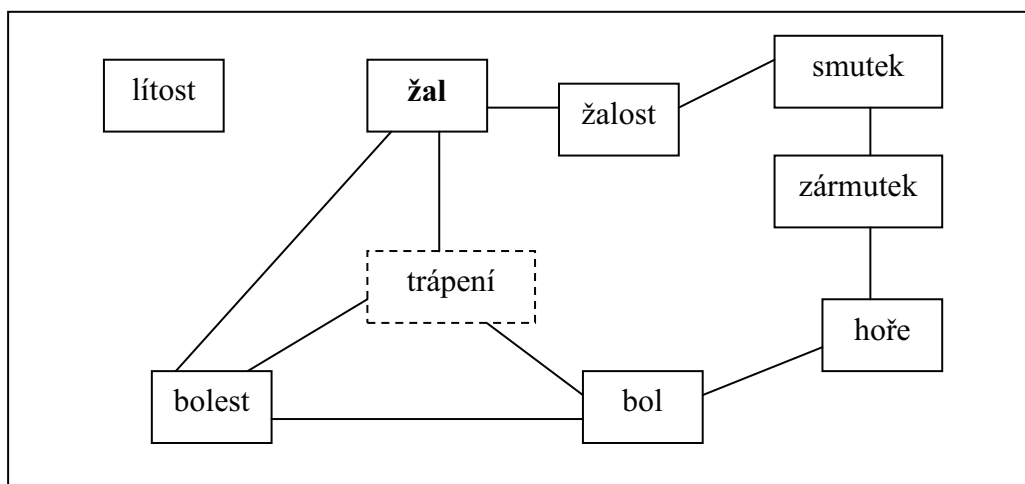 lítost
žal
žalost
smutek
zármutek
trápení
hoře
bolest
bol